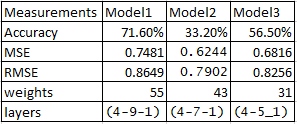 Measurements Model1 Model2 Model3
Accuracy 71.60% 33.20% 56.50%
MSE 0.7481 0.6244 0.6816
RMSE 0.8649 0.7902 0.8256
weights 55 43 31
layers (4-9-1) (4-7-1) (4-5_1)